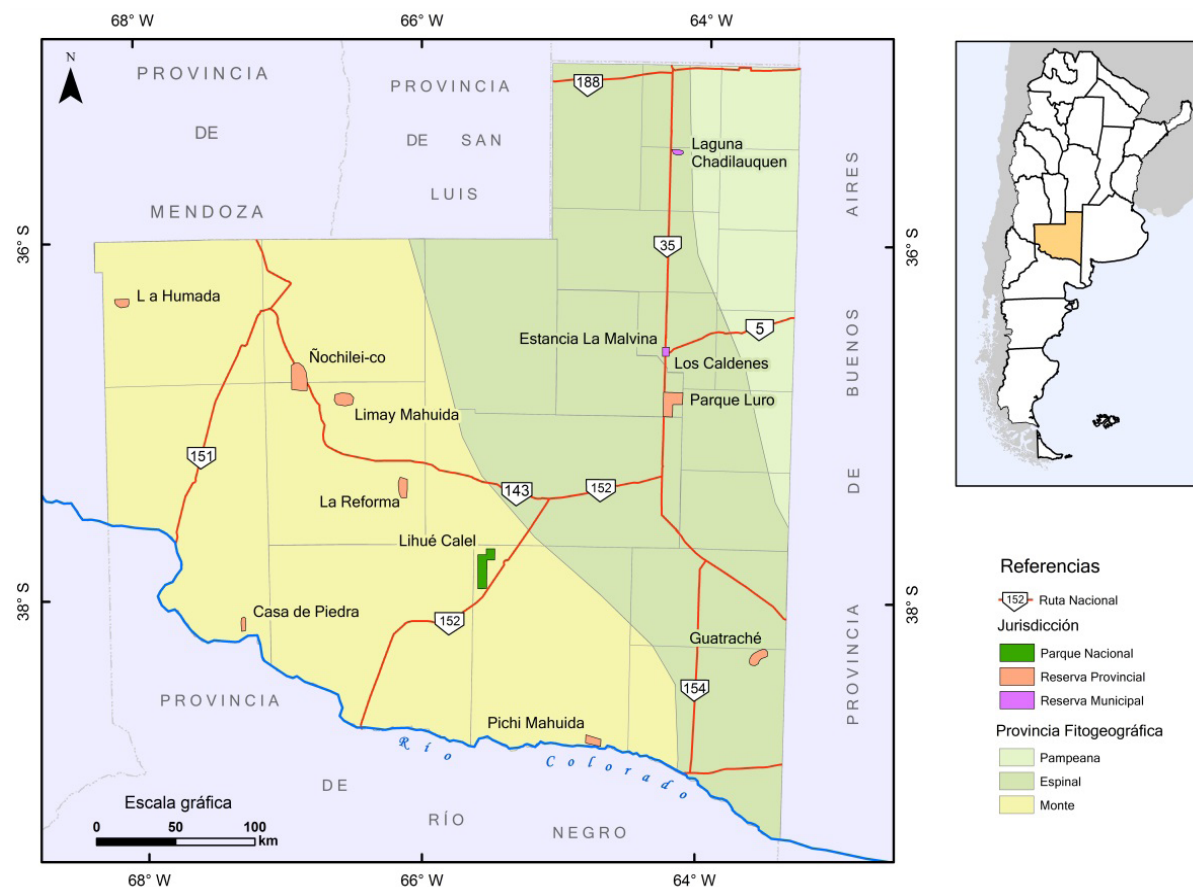 68° W 66° W 64° W
N
PROVINCIA
DE
MENDOZA
PROVINCIA
DE SAN
LUIS
188
Laguna
Chadilauquen
PROVINCIA DE BUENOS AIRES
36° S
36° S
35
L a Humada
5
Estancia La Malvina
Ñochilei-co
Los Caldenes
Parque Luro
Limay Mahuida
151
La Reforma
143
152
Lihué Calel
38° S
38° S
Casa de Piedra
152
Guatraché
154
PROVINCIA
Pichi Mahuida
Río Colorado
DE
RÍO
NEGRO
Escala gráfica
0 50 100
km
68° W 66° W 64° W
Referencias
152 Ruta Nacional
Jurisdicción
Parque Nacional
Reserva Provincial
Reserva Municipal
Provincia Fitogeográfica
Pampeana
Espinal
Monte